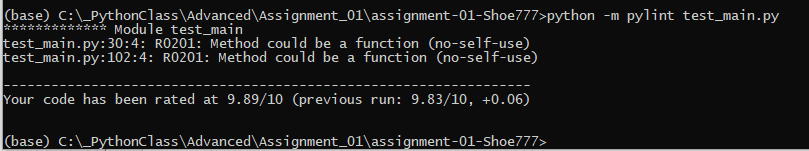 (base) C:\_PythonClass\Advanced\Assignment_01\assignment-01-Shoe777>python -m pylint test_main.py
************* Module test_main
test_main.py:30:4: R0201: Method could be a function (no-self-use)
test_main.py:102:4: R0201: Method could be a function (no-self-use)
------------------------------------------------------------------
Your code has been rated at 9.89/10 (previous run: 9.83/10, +0.06)
(base) C:\_PythonClass\Advanced\Assignment_01\assignment-01-Shoe777>